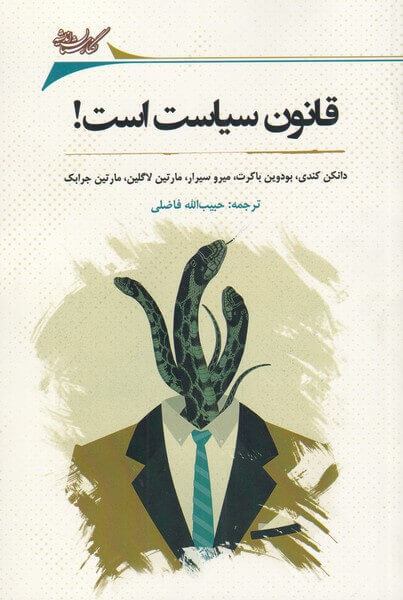 قانون سیاست است!
دانکن کندی، بودوین باکرت، میرو سیرار، مارتین لاگلین، مارتین جرابک
ترجمه: حبیب‌الله فاضلی